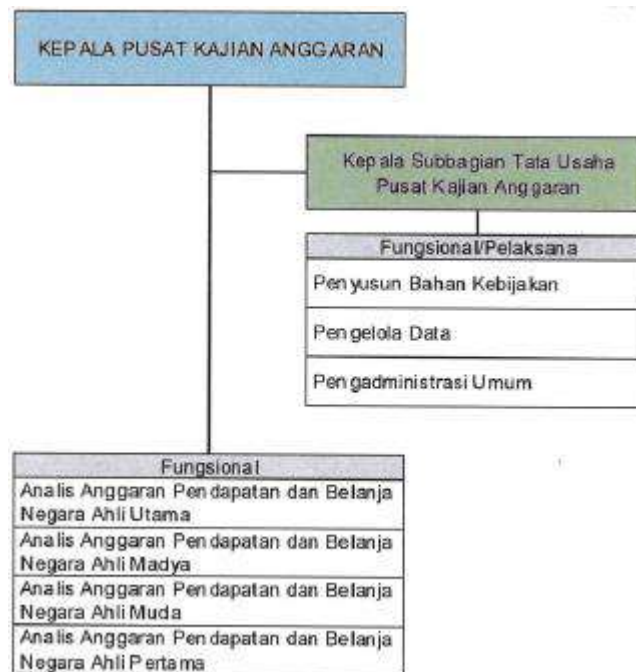 KEPALA PUSAT KAJIAN ANGGARAN
Kepala Subbagian Tata Usaha
Pusat Kajian Anggaran
Fungsional/Pelaksana
Penyusun Bahan Kebijakan
Pengelola Data
Pengadministrasi Umum
Fungsional
Analis Anggaran Pendapatan dan Belanja
Negara Ahli Utama
Analis Anggaran Pendapatan dan Belanja
Negara Ahli Madya
Analis Anggaran Pendapatan dan Belanja
Negara Ahli Muda
Analis Anggaran Pendapatan dan Belanja
Negara Ahli Pertama